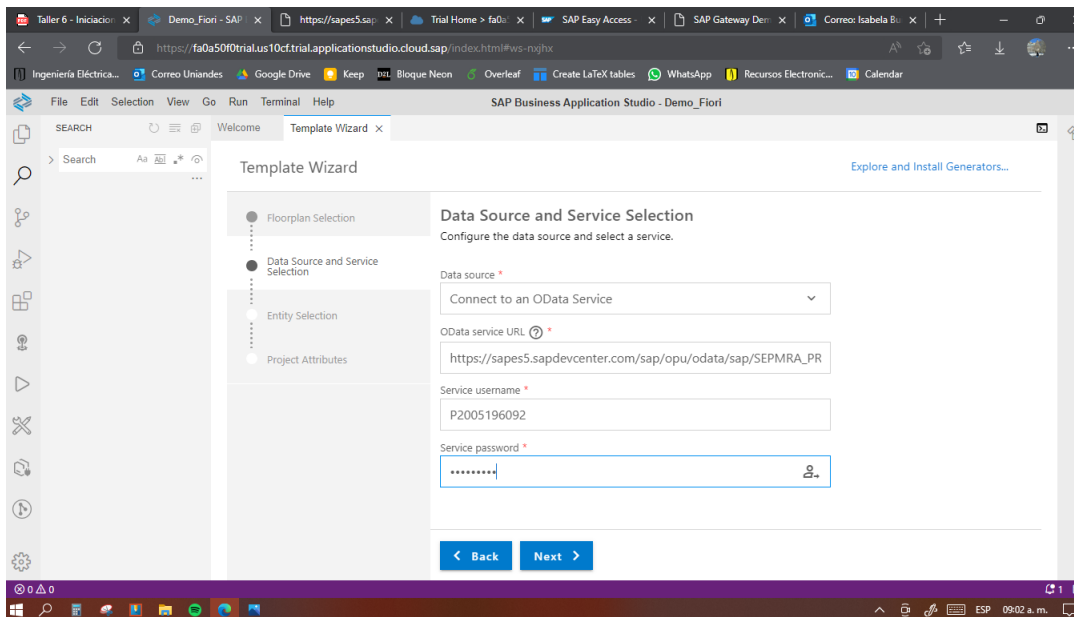 Taller 6 - Iniciacion
Demo_Fiori - SAP
https://sapes5.sap
Trial Home > fa0a
SAP Easy Access -
SAP Gateway Dem
Correo: Isabela Bu
https://fa0a50f0trial.us10cf.trial.applicationstudio.cloud.sap/index.html#ws-nxjhx
Ingeniería Eléctrica...
Correo Uniandes
Google Drive
Keep
D2L
Bloque Neon
Overleaf
Create LaTeX tables
WhatsApp
Recursos Electronic...
Calendar
File Edit Selection View Go Run Terminal Help
SAP Business Application Studio - Demo_Fiori
SEARCH
Welcome
Template Wizard
Search
Aa Abl .*
...
Template Wizard
Explore and Install Generators...
Floorplan Selection
Data Source and Service
Selection
Entity Selection
Project Attributes
Data Source and Service Selection
Configure the data source and select a service.
Data source *
Connect to an OData Service
OData service URL ? *
https://sapes5.sapdevcenter.com/sap/opu/odata/sap/SEPMRA_PR
Service username *
P2005196092
Service password *
•••••••••
< Back
Next >
0 0
1
ESP
09:02 a. m.